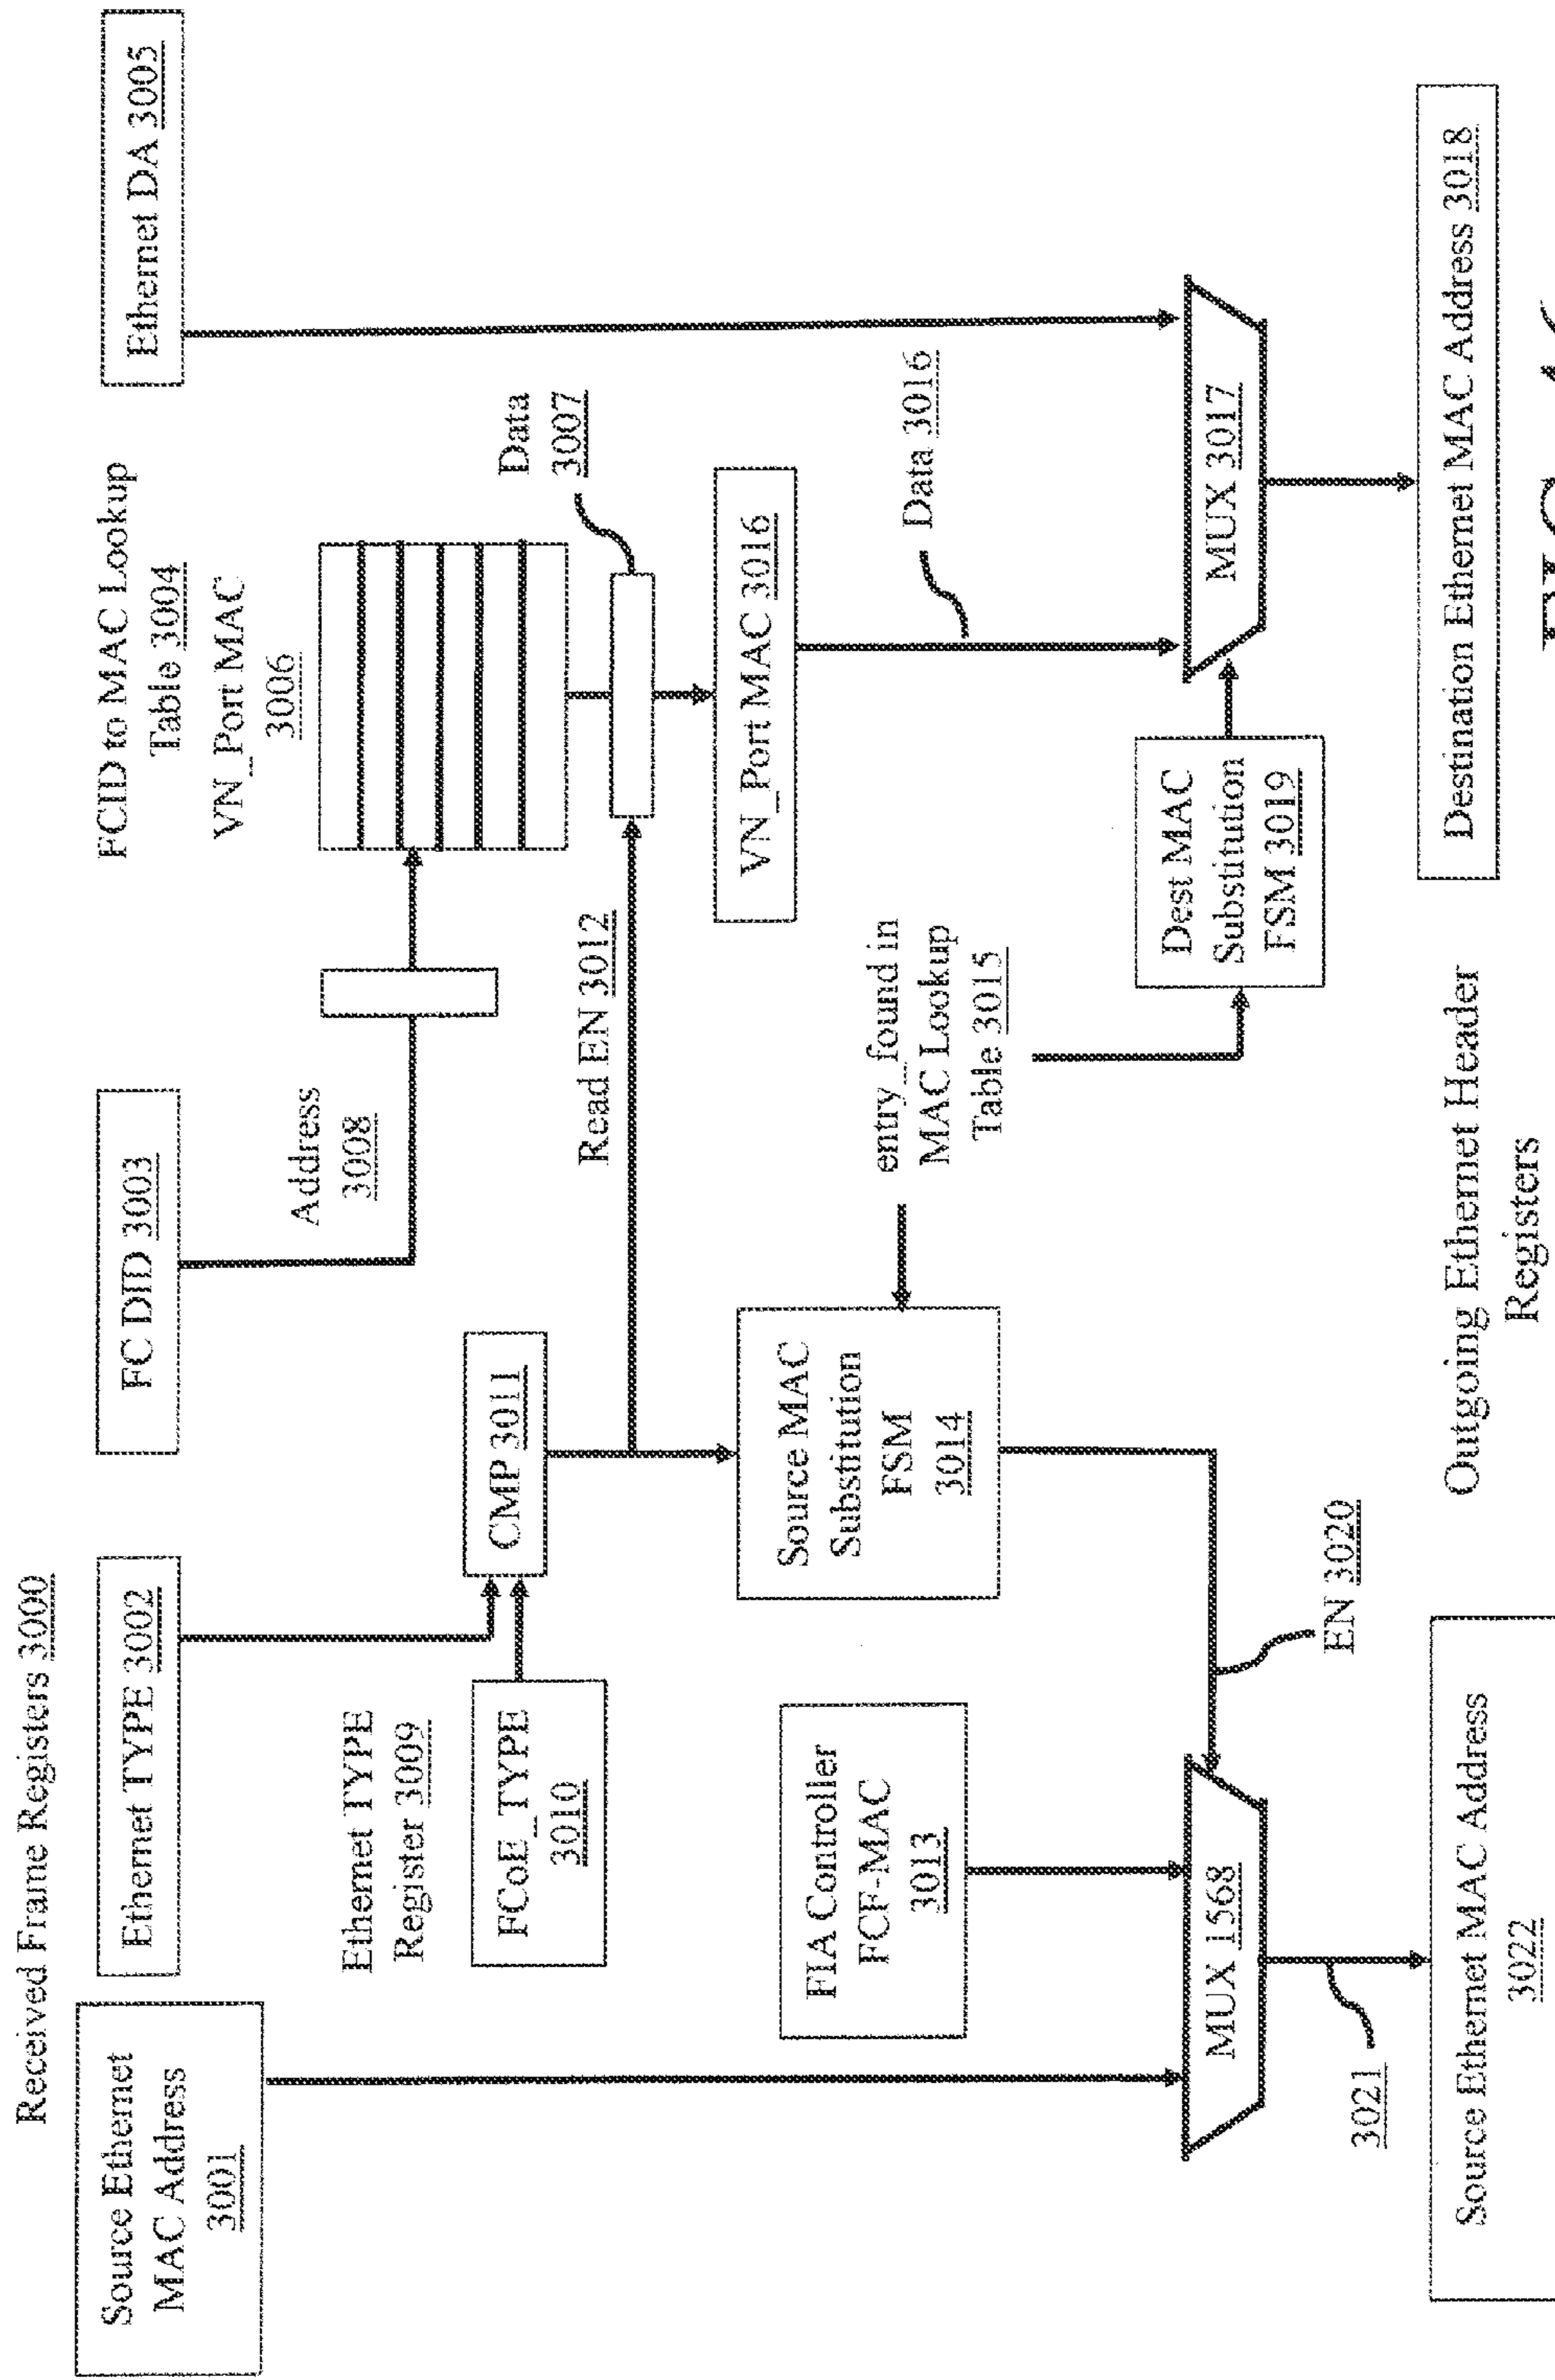 Received Frame Registers 3000
Source Ethernet
MAC Address
3001
Ethernet TYPE 3002
FC DID 3003
FCID to MAC Lookup
Table 3004
Ethernet DA 3005
VN_Port MAC
3006
Address
3008
Data
3007
Ethernet TYPE
Register 3009
FCoE_TYPE
3010
CMP 3011
Read EN 3012
VN_Port MAC 3016
FIA Controller
FCF-MAC
3013
Source MAC
Substitution
FSM
3014
entry_found in
MAC Lookup
Table 3015
Data 3016
Dest MAC
Substitution
FSM 3019
MUX 1568
MUX 3017
EN 3020
3021
Outgoing Ethernet Header
Registers
Source Ethernet MAC Address
3022
Destination Ethernet MAC Address 3018